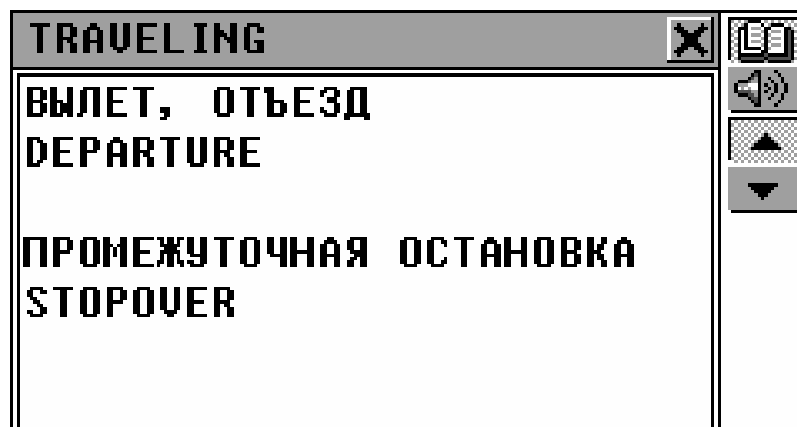 TRAVELING
ВЫЛЕТ, ОТЪЕЗД
DEPARTURE
ПРОМЕЖУТОЧНАЯ ОСТАНОВКА
STOPOVER